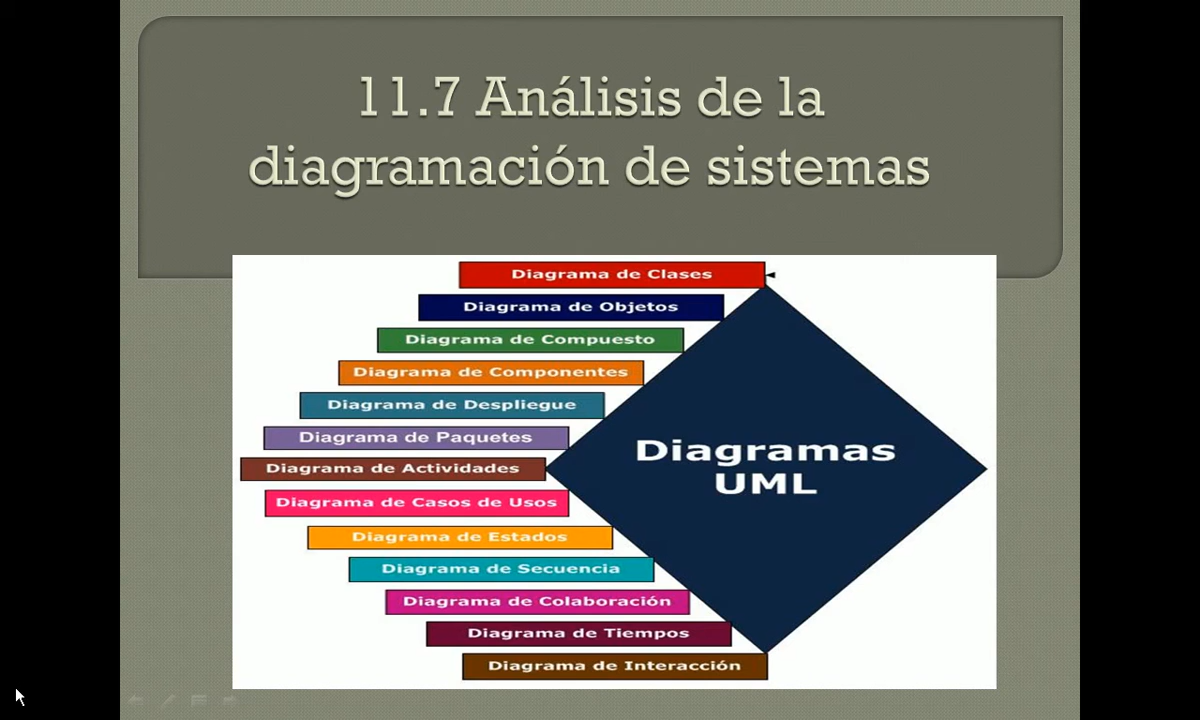 11.7 Análisis de la
diagramación de sistemas
Diagrama de Clases
Diagrama de Objetos
Diagrama de Compuesto
Diagrama de Componentes
Diagrama de Despliegue
Diagrama de Paquetes
Diagrama de Actividades
Diagrama de Casos de Usos
Diagrama de Estados
Diagrama de Secuencia
Diagrama de Colaboración
Diagrama de Tiempos
Diagrama de Interacción
Diagramas
UML